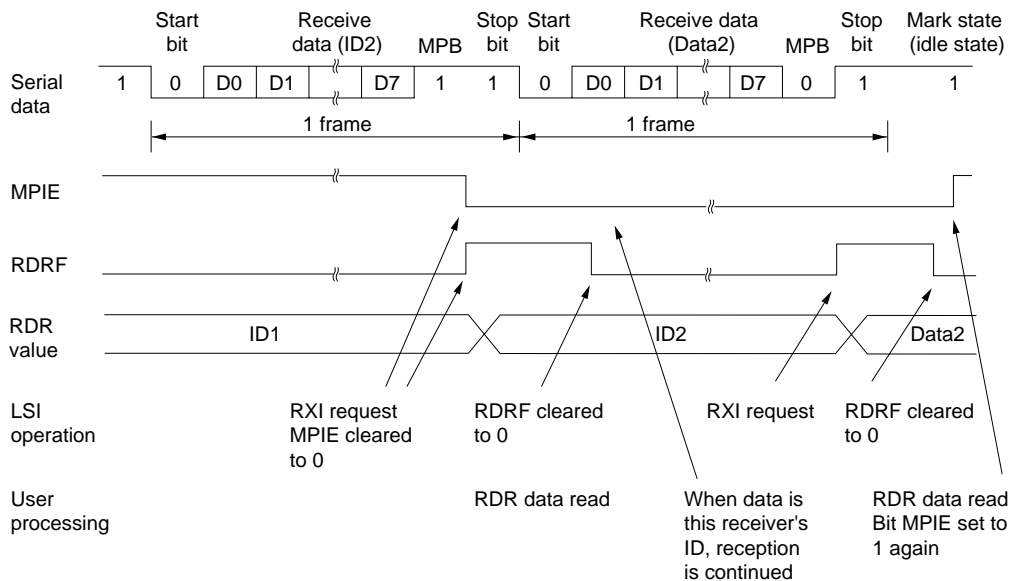 Start bit
Receive data (ID2)
MPB
Stop bit
Start bit
Receive data (Data2)
MPB
Stop bit
Mark state (idle state)
Serial data
1 0 D0 D1 D7 1 1 0 D0 D1 D7 0 1 1
1 frame
1 frame
MPIE
RDRF
RDR value
ID1
ID2
Data2
LSI operation
RXI request
MPIE cleared
to 0
RDRF cleared
to 0
RXI request
RDRF cleared
to 0
User processing
RDR data read
When data is
this receiver's
ID, reception
is continued
RDR data read
Bit MPIE set to
1 again